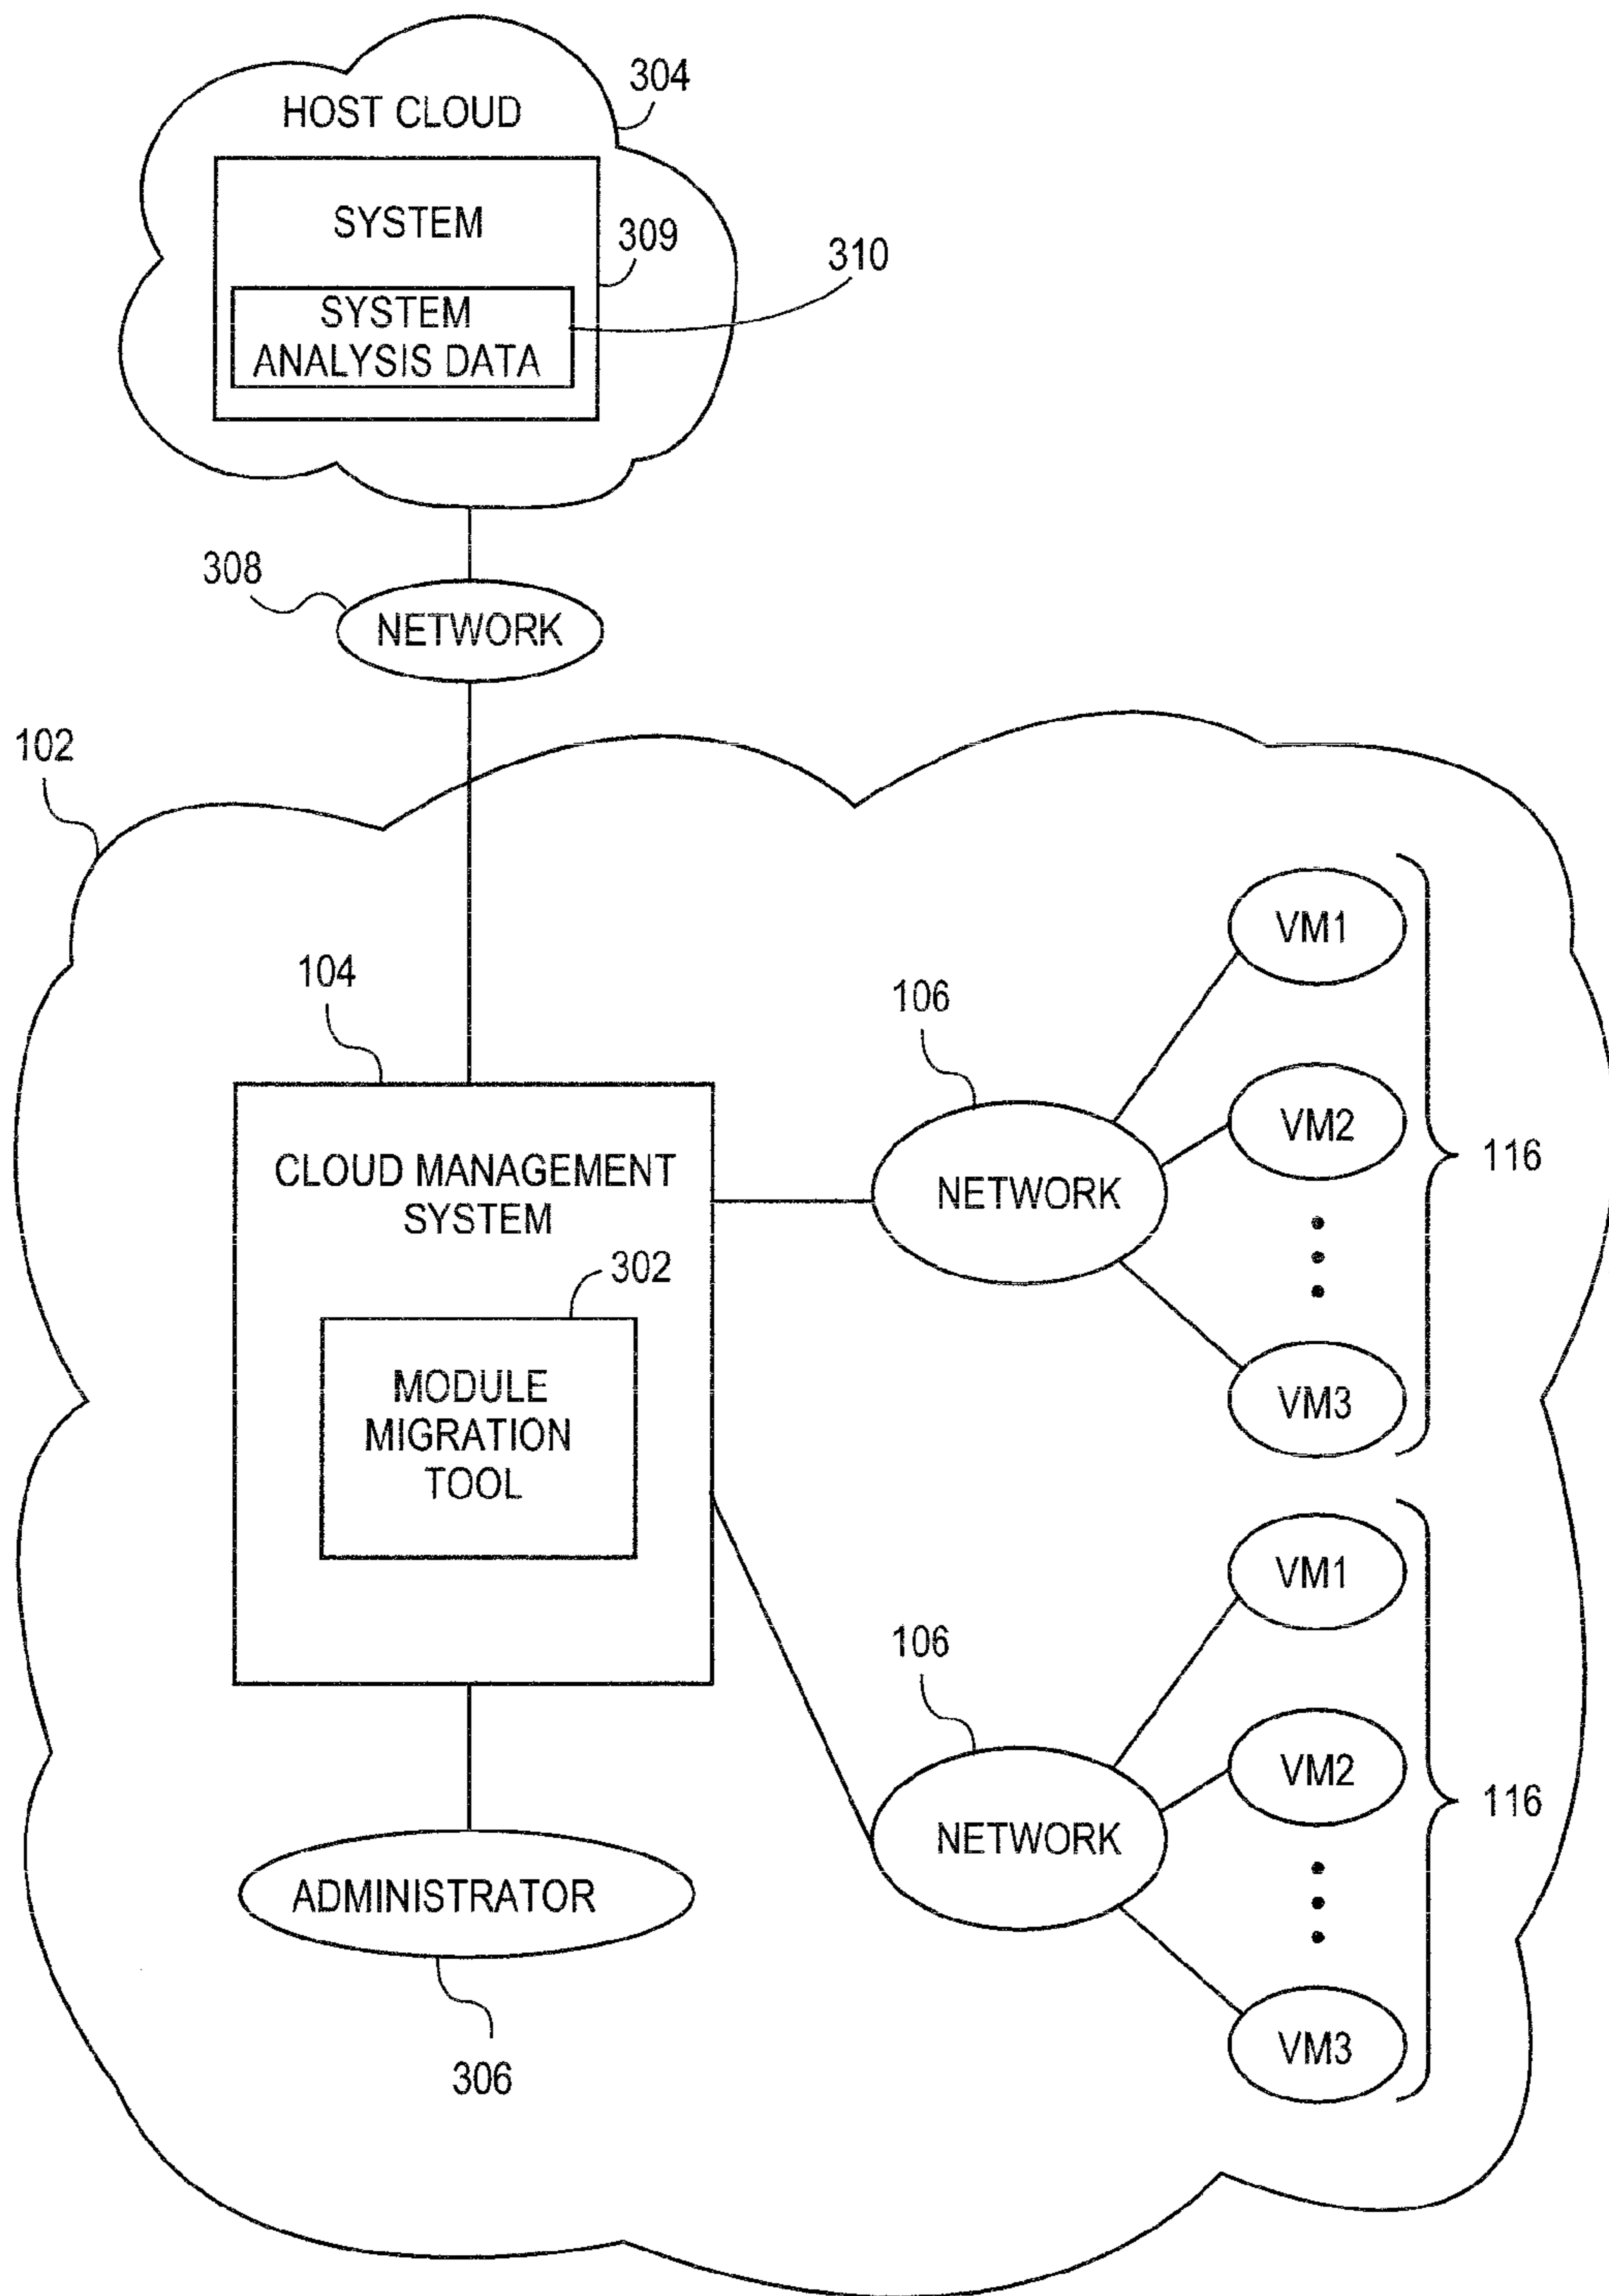 304
HOST CLOUD
SYSTEM
309
310
SYSTEM
ANALYSIS DATA
308
NETWORK
102
VM1
104
106
VM2
116
CLOUD MANAGEMENT
SYSTEM
NETWORK
302
MODULE
MIGRATION
TOOL
VM3
VM1
106
VM2
116
NETWORK
ADMINISTRATOR
VM3
306